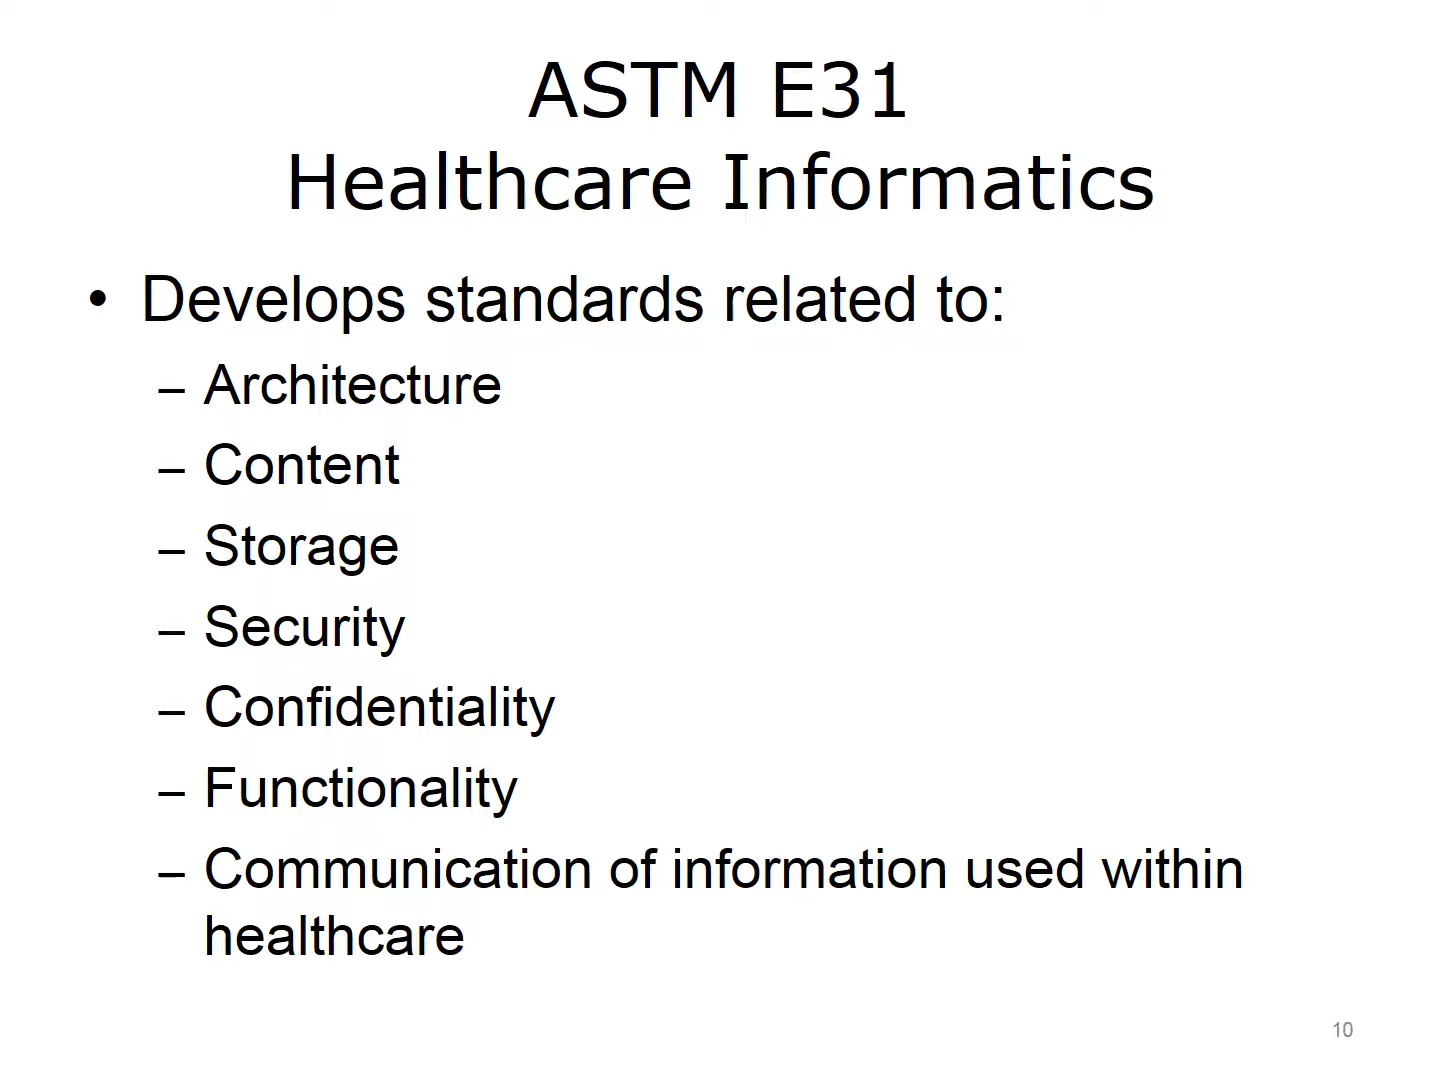 ASTM E31
Healthcare Informatics
• Develops standards related to:
– Architecture
– Content
– Storage
– Security
– Confidentiality
– Functionality
– Communication of information used within
healthcare
10